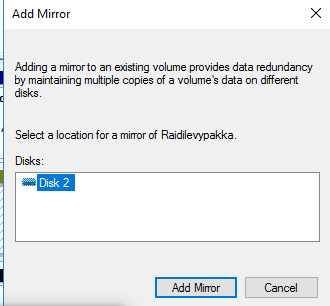 Add Mirror
Adding a mirror to an existing volume provides data redundancy
by maintaining multiple copies of a volume's data on different
disks.
Select a location for a mirror of Raidilevypakka.
Disks:
Disk 2
Add Mirror
Cancel